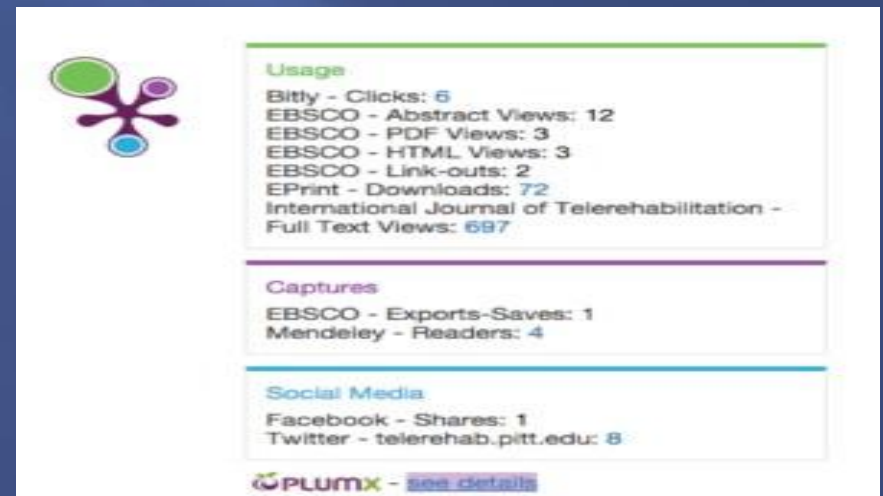 Usage
Bitly - Clicks: 6
EBSCO - Abstract Views: 12
EBSCO - PDF Views: 3
EBSCO - HTML Views: 3
EBSCO - Link-outs: 2
EPrint - Downloads: 72
International Journal of Telerehabilitation -
Full Text Views: 697
Captures
EBSCO - Exports-Saves: 1
Mendeley - Readers: 4
Social Media
Facebook - Shares: 1
Twitter - telerehab.pitt.edu: 8
PLUMX - see details